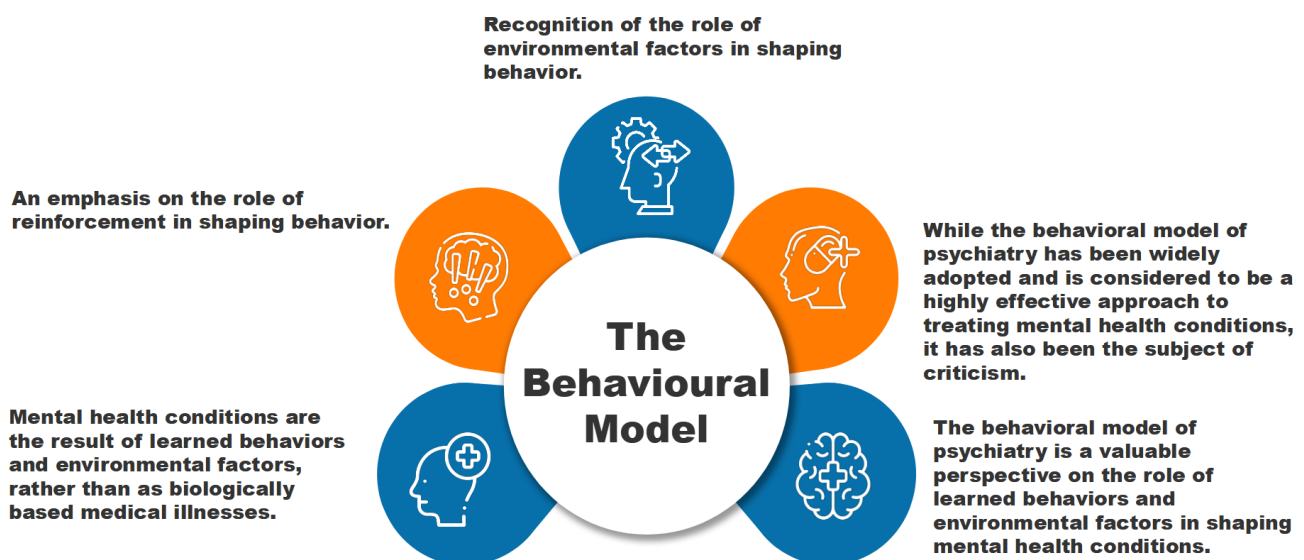 Recognition of the role of
environmental factors in shaping
behavior.
An emphasis on the role of
reinforcement in shaping behavior.
While the behavioral model of
psychiatry has been widely
adopted and is considered to be a
highly effective approach to
treating mental health conditions,
it has also been the subject of
criticism.
The
Behavioural
Model
Mental health conditions are
the result of learned behaviors
and environmental factors,
rather than as biologically
based medical illnesses.
The behavioral model of
psychiatry is a valuable
perspective on the role of
learned behaviors and
environmental factors in shaping
mental health conditions.